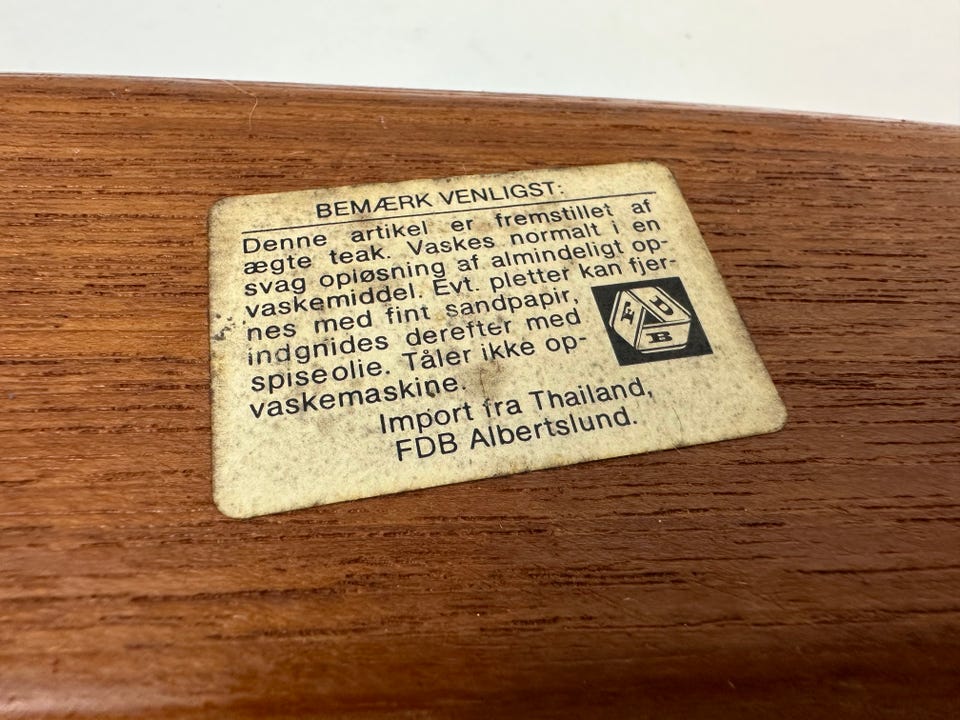 BEMÆRK VENLIGST:
Denne artikel er fremstillet af
ægte teak. Vaskes normalt i en
svag opløsning af almindeligt op-
vaskemiddel. Evt. pletter kan fjer-
nes med fint sandpapir,
indgnides derefter med
spiseolie. Tåler ikke op-
vaskemaskine.
F D B
Import fra Thailand,
FDB Albertslund.